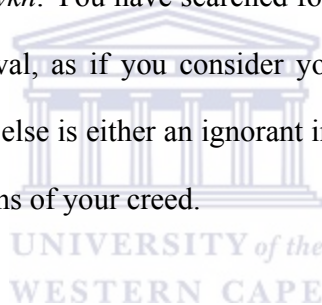 ykh. You have searched fo
val, as if you consider yo
else is either an ignorant in
ns of your creed.
UNIVERSITY of the
WESTERN CAPE